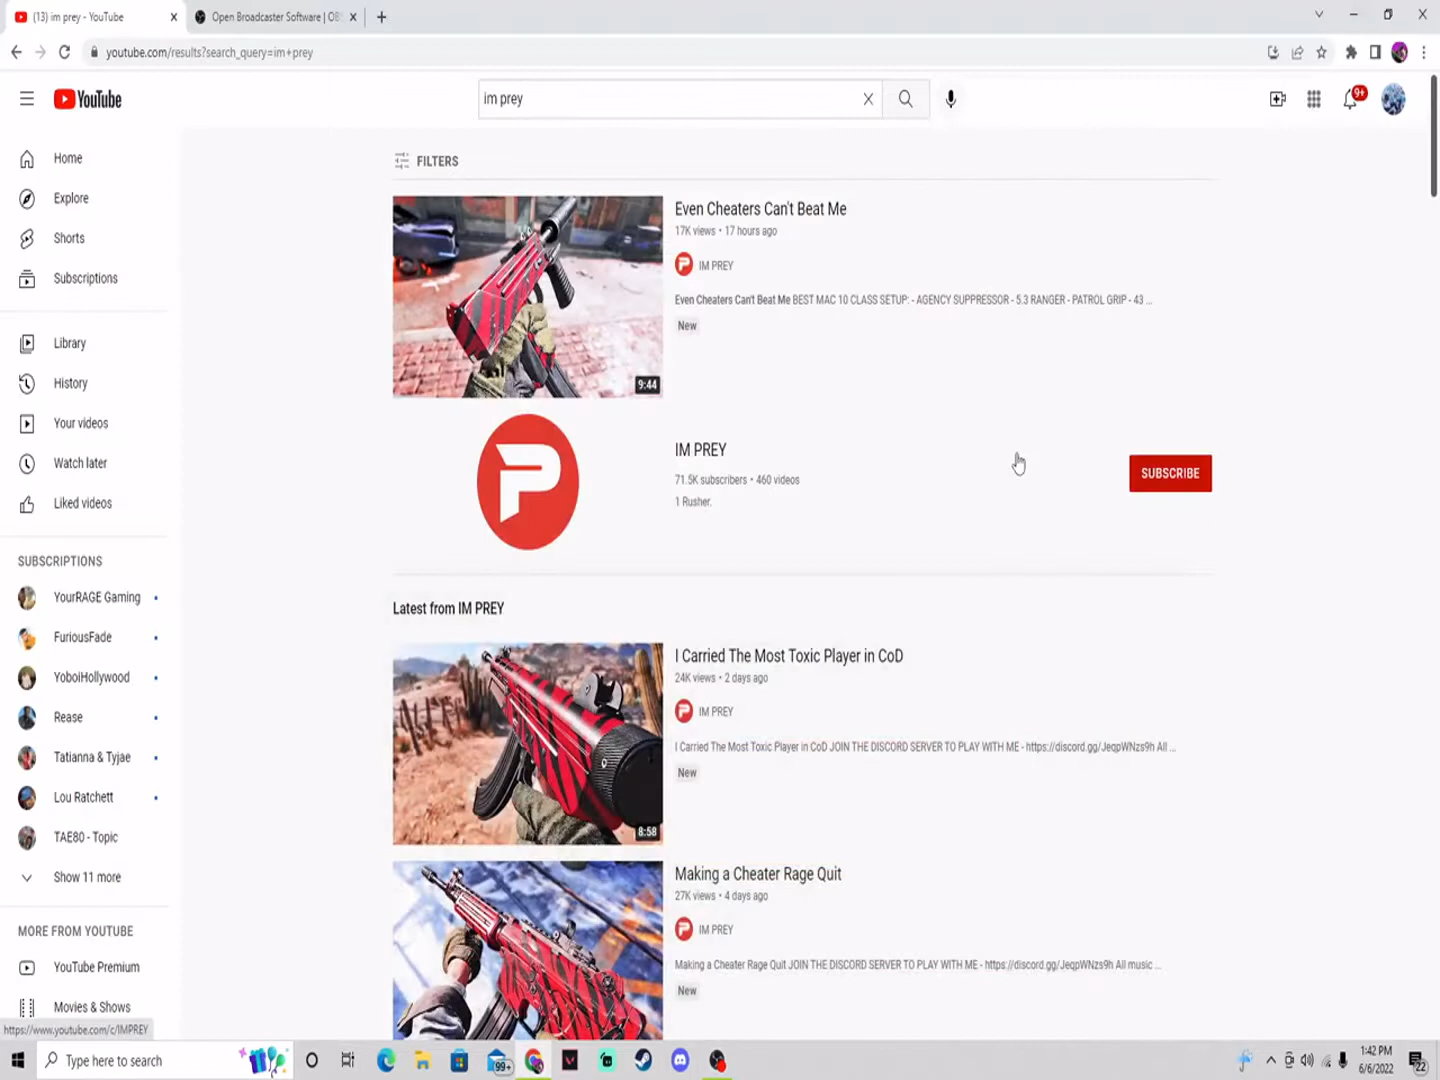 (13) im prey - YouTube
Open Broadcaster Software | OBS
youtube.com/results?search_query=im+prey
YouTube
im prey
9+
Home
Explore
Shorts
Subscriptions
Library
History
Your videos
Watch later
Liked videos
SUBSCRIPTIONS
YourRAGE Gaming
FuriousFade
YoboiHollywood
Rease
Tatianna & Tyjae
Lou Ratchett
TAE80 - Topic
Show 11 more
MORE FROM YOUTUBE
YouTube Premium
Movies & Shows
https://www.youtube.com/c/IMPREY
FILTERS
9:44
Even Cheaters Can't Beat Me
17K views • 17 hours ago
P IM PREY
Even Cheaters Can't Beat Me BEST MAC 10 CLASS SETUP: - AGENCY SUPPRESSOR - 5.3 RANGER - PATROL GRIP - 43 ...
New
P
IM PREY
71.5K subscribers • 460 videos
1 Rusher.
SUBSCRIBE
Latest from IM PREY
8:58
I Carried The Most Toxic Player in CoD
24K views • 2 days ago
P IM PREY
I Carried The Most Toxic Player in CoD JOIN THE DISCORD SERVER TO PLAY WITH ME - https://discord.gg/JeqpWNzs9h All ...
New
Making a Cheater Rage Quit
27K views • 4 days ago
P IM PREY
Making a Cheater Rage Quit JOIN THE DISCORD SERVER TO PLAY WITH ME - https://discord.gg/JeqpWNzs9h All music ...
New
Type here to search
99+
1:42 PM
6/6/2022
22